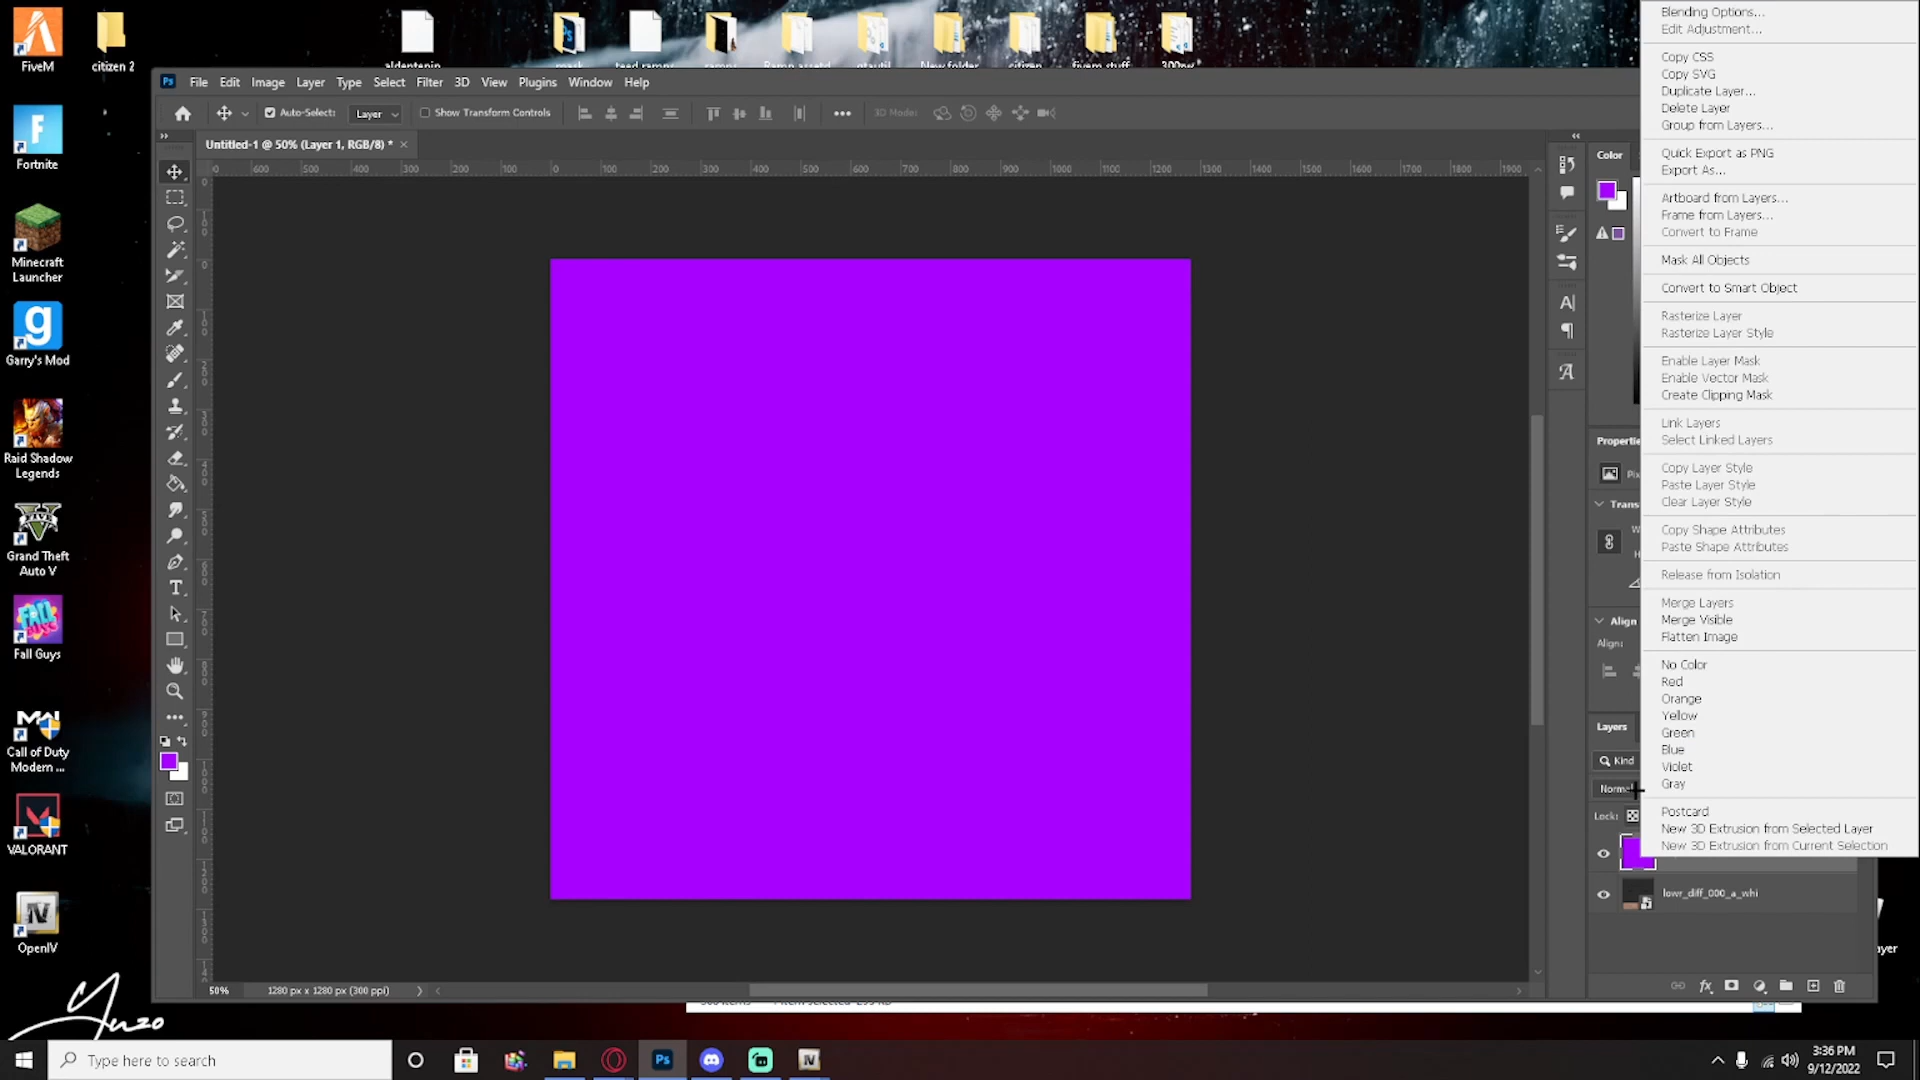 FiveM
citizen 2
Fortnite
Minecraft
Launcher
Garry's Mod
Raid Shadow
Legends
Grand Theft
Auto V
Fall Guys
Call of Duty
Modern ...
VALORANT
OpenIV
Yuzo
File Edit Image Layer Type Select Filter 3D View Plugins Window Help
Auto-Select: Layer Show Transform Controls 3D Mode:
Untitled-1 @ 50% (Layer 1, RGB/8) *
50% 1280 px x 1280 px (300 ppi)
Color
Align
Align:
Layers
Kind
Lock:
lowr_diff_000_a_whi
Blending Options...
Edit Adjustment...
Copy CSS
Copy SVG
Duplicate Layer...
Delete Layer
Group from Layers...
Quick Export as PNG
Export As...
Artboard from Layers...
Frame from Layers...
Convert to Frame
Mask All Objects
Convert to Smart Object
Rasterize Layer
Rasterize Layer Style
Enable Layer Mask
Enable Vector Mask
Create Clipping Mask
Link Layers
Select Linked Layers
Copy Layer Style
Paste Layer Style
Clear Layer Style
Copy Shape Attributes
Paste Shape Attributes
Release from Isolation
Merge Layers
Merge Visible
Flatten Image
No Color
Red
Orange
Yellow
Green
Blue
Violet
Gray
Postcard
New 3D Extrusion from Selected Layer
New 3D Extrusion from Current Selection
Type here to search
3:36 PM
9/12/2022